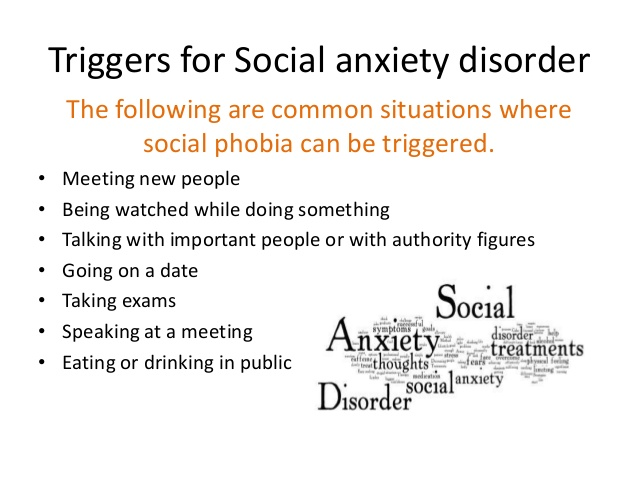 Triggers for Social anxiety disorder
The following are common situations where
social phobia can be triggered.
• Meeting new people
• Being watched while doing something
• Talking with important people or with authority figures
• Going on a date
• Taking exams
• Speaking at a meeting
• Eating or drinking in public
Social
symptoms
Anxiety
disorder
treatments
thoughts
fears
social
anxiety
Disorder